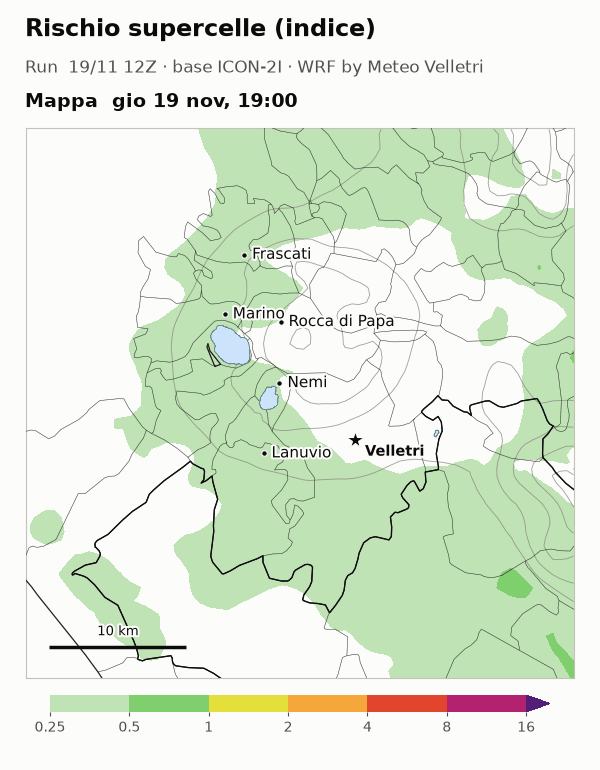 Rischio supercelle (indice)
Run  19/11 12Z · base ICON-2I · WRF by Meteo Velletri
Mappa  gio 19 nov, 19:00
Frascati
Marino
Rocca di Papa
Nemi
Velletri
Lanuvio
10 km
0.25 0.5 1 2 4 8 16